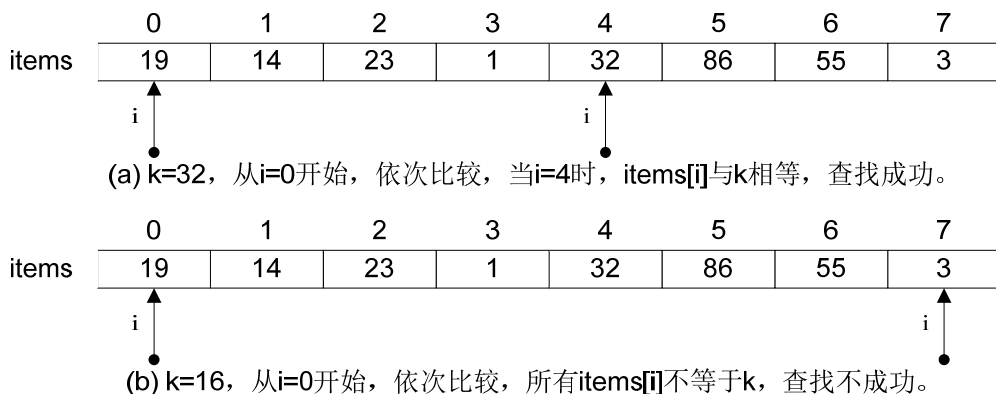 0 1 2 3 4 5 6 7
items 19 14 23 1 32 86 55 3
i i
(a) k=32，从i=0开始，依次比较，当i=4时，items[i]与k相等，查找成功。
0 1 2 3 4 5 6 7
items 19 14 23 1 32 86 55 3
i i
(b) k=16，从i=0开始，依次比较，所有items[i]不等于k，查找不成功。